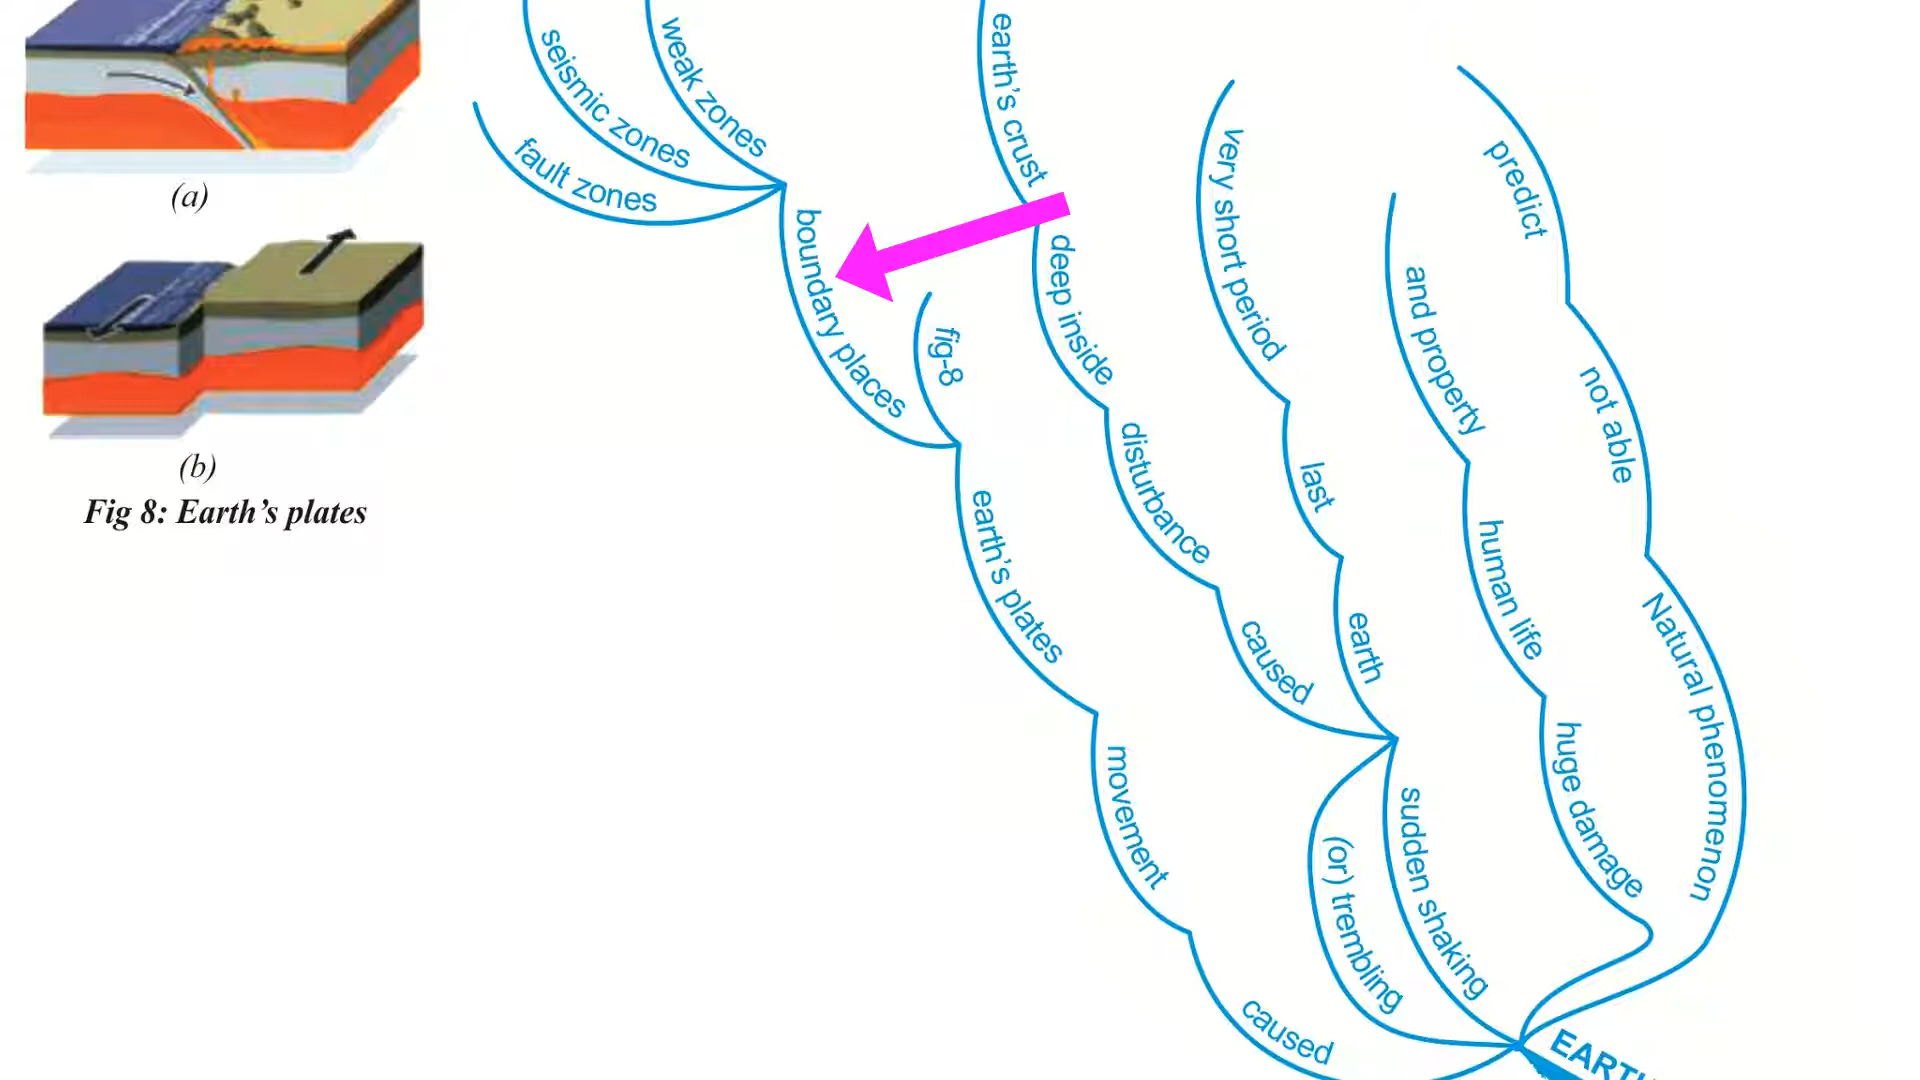 (a)
(b)
Fig 8: Earth's plates
weak zones
seismic zones
fault zones
boundary places
fig-8
earth's plates
movement
caused
earth's crust
deep inside
disturbance
caused
very short period
last
earth
sudden shaking
(or) trembling
and property
human life
huge damage
predict
not able
Natural phenomenon